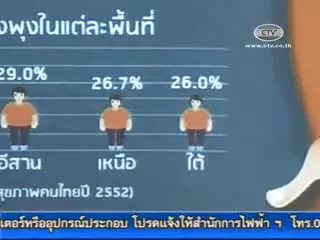 งพุงในแต่ละพื้นที่
CTV
www.ctv.co.th
29.0%
26.7%
26.0%
อีสาน
เหนือ
ใต้
สุขภาพคนไทยปี 2552)
เตอร์หรืออุปกรณ์ประกอบ โปรดแจ้งให้สำนักการไฟฟ้า ฯ โทร.0